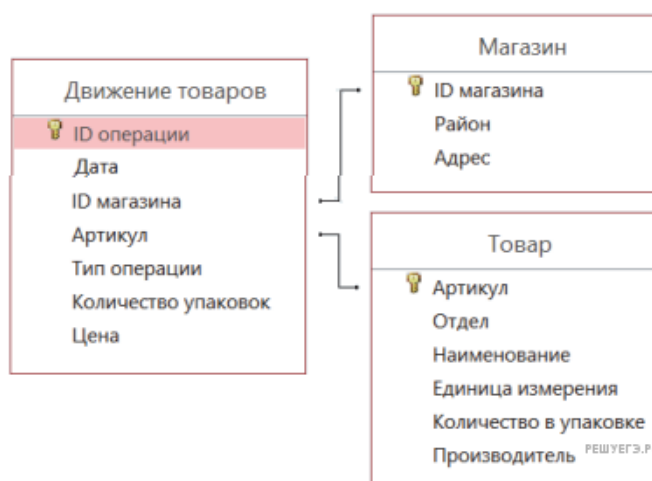 Движение товаров
ID операции
Дата
ID магазина
Артикул
Тип операции
Количество упаковок
Цена
Магазин
ID магазина
Район
Адрес
Товар
Артикул
Отдел
Наименование
Единица измерения
Количество в упаковке
Производитель
РЕШУЕГЭ.Р